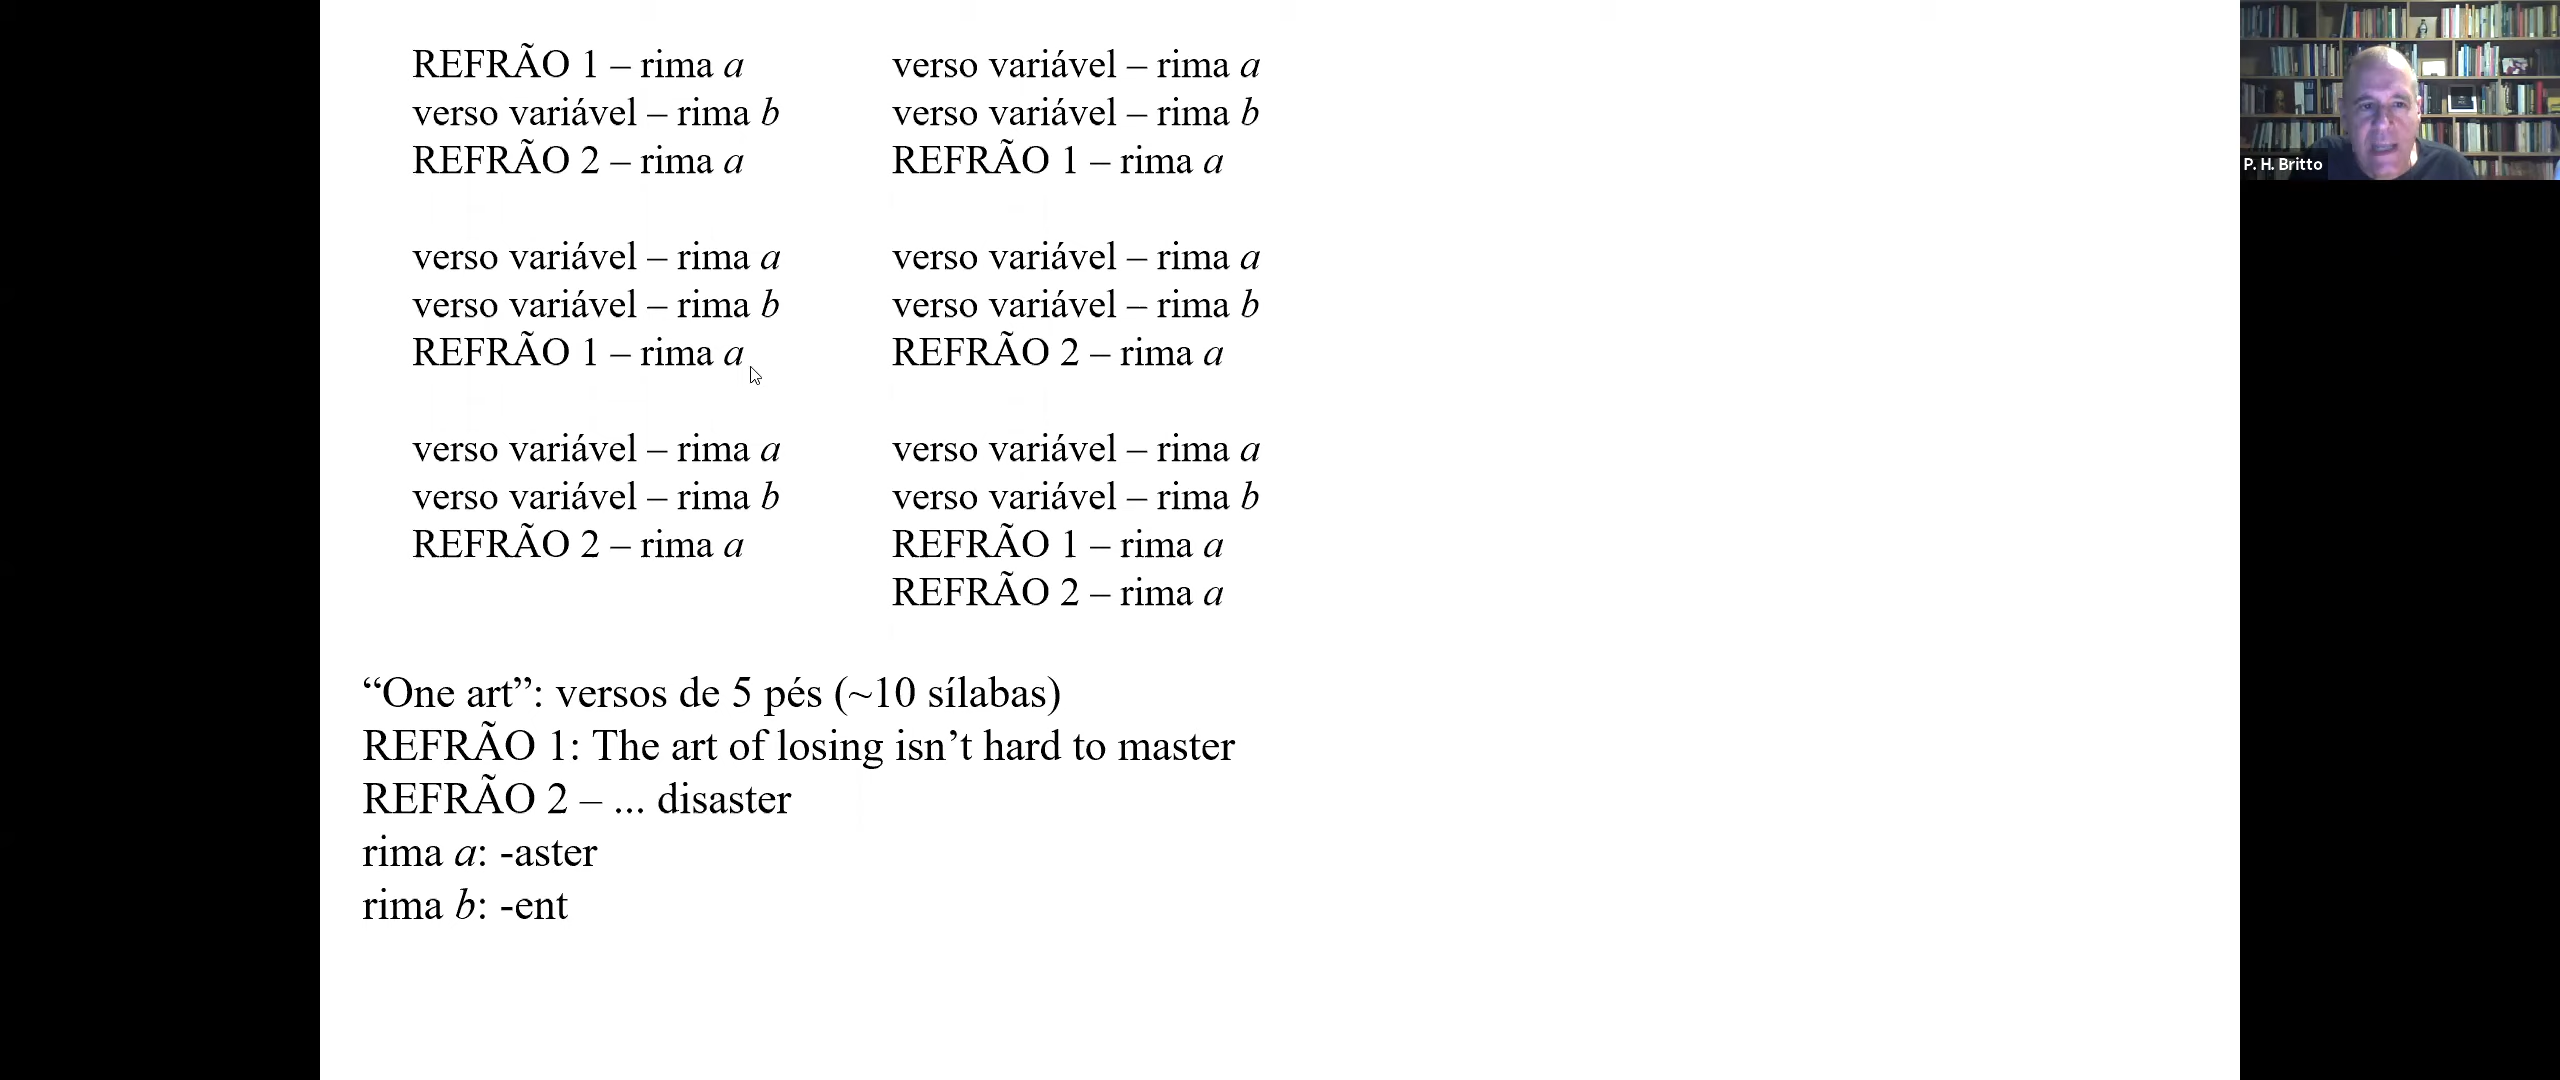 REFRÃO 1 – rima a
verso variável – rima b
REFRÃO 2 – rima a
verso variável – rima a
verso variável – rima b
REFRÃO 1 – rima a
verso variável – rima a
verso variável – rima b
REFRÃO 2 – rima a
verso variável – rima a
verso variável – rima b
REFRÃO 1 – rima a
verso variável – rima a
verso variável – rima b
REFRÃO 2 – rima a
verso variável – rima a
verso variável – rima b
REFRÃO 1 – rima a
REFRÃO 2 – rima a
“One art”: versos de 5 pés (~10 sílabas)
REFRÃO 1: The art of losing isn’t hard to master
REFRÃO 2 – ... disaster
rima a: -aster
rima b: -ent
P. H. Britto